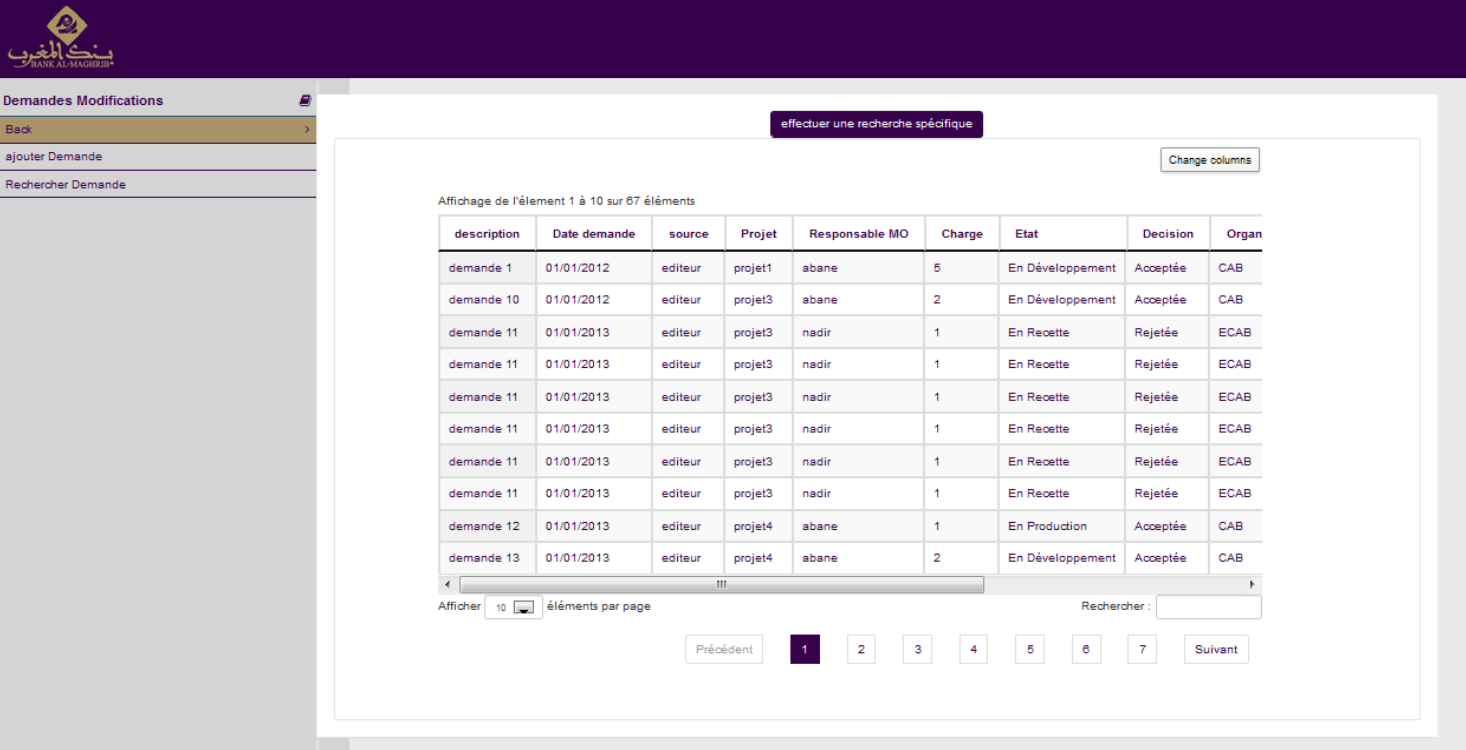 بنك المغرب
BANK AL-MAGHRIB
Demandes Modifications
Back
ajouter Demande
Rechercher Demande
effectuer une recherche spécifique
Change columns
Affichage de l'élement 1 à 10 sur 67 éléments
description Date demande source Projet Responsable MO Charge Etat Decision Organ
demande 1 01/01/2012 editeur projet1 abane 5 En Développement Acceptée CAB
demande 10 01/01/2012 editeur projet3 abane 2 En Développement Acceptée CAB
demande 11 01/01/2013 editeur projet3 nadir 1 En Recette Rejetée ECAB
demande 11 01/01/2013 editeur projet3 nadir 1 En Recette Rejetée ECAB
demande 11 01/01/2013 editeur projet3 nadir 1 En Recette Rejetée ECAB
demande 11 01/01/2013 editeur projet3 nadir 1 En Recette Rejetée ECAB
demande 11 01/01/2013 editeur projet3 nadir 1 En Recette Rejetée ECAB
demande 11 01/01/2013 editeur projet3 nadir 1 En Recette Rejetée ECAB
demande 12 01/01/2013 editeur projet4 abane 1 En Production Acceptée CAB
demande 13 01/01/2013 editeur projet4 abane 2 En Développement Acceptée CAB
Afficher 10 éléments par page Rechercher :
Précédent 1 2 3 4 5 6 7 Suivant